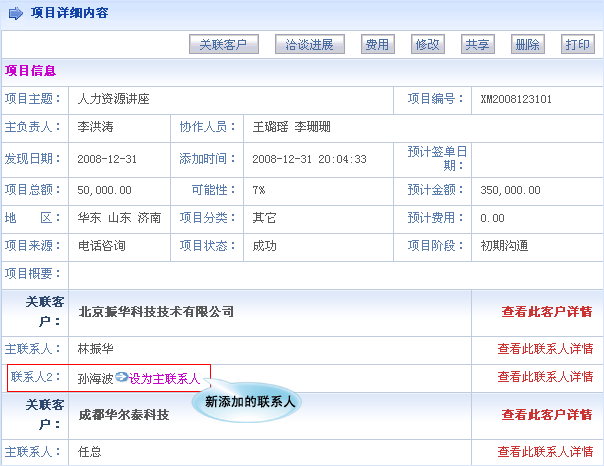 项目详细内容
关联客户 洽谈进展 费用 修改 共享 删除 打印
项目信息
项目主题： 人力资源讲座 项目编号： XM2008123101
主负责人： 李洪涛 协作人员： 王璐瑶 李珊珊
发现日期： 2008-12-31 添加时间： 2008-12-31 20:04:33 预计签单日
期：
项目总额： 50,000.00 可能性： 7% 预计金额： 350,000.00
地 区： 华东 山东 济南 项目分类： 其它 预计费用： 0.00
项目来源： 电话咨询 项目状态： 成功 项目阶段： 初期沟通
项目概要：
关联客
户： 北京振华科技技术有限公司 查看此客户详情
主联系人： 林振华 查看此联系人详情
联系人2： 孙海波 设为主联系人 查看此联系人详情
新添加的联系人
关联客
户： 成都华尔泰科技 查看此客户详情
主联系人： 任总 查看此联系人详情